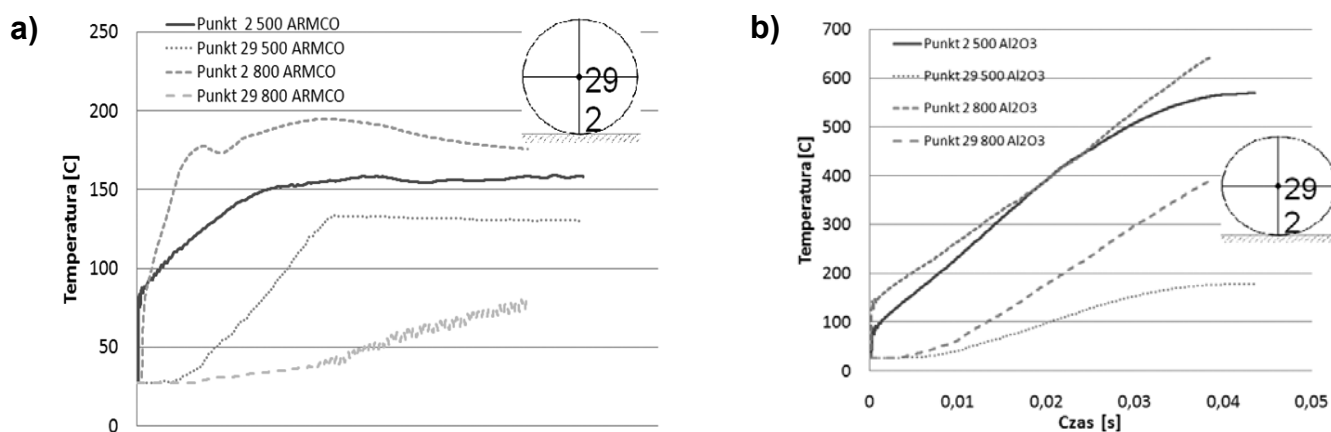 a)
Temperatura [C]
250
200
150
100
50
0
Punkt 2 500 ARMCO
Punkt 29 500 ARMCO
Punkt 2 800 ARMCO
Punkt 29 800 ARMCO
29
2
b)
Temperatura [C]
700
600
500
400
300
200
100
0
Punkt 2 500 Al2O3
Punkt 29 500 Al2O3
Punkt 2 800 Al2O3
Punkt 29 800 Al2O3
29
2
0 0,01 0,02 0,03 0,04 0,05
Czas [s]